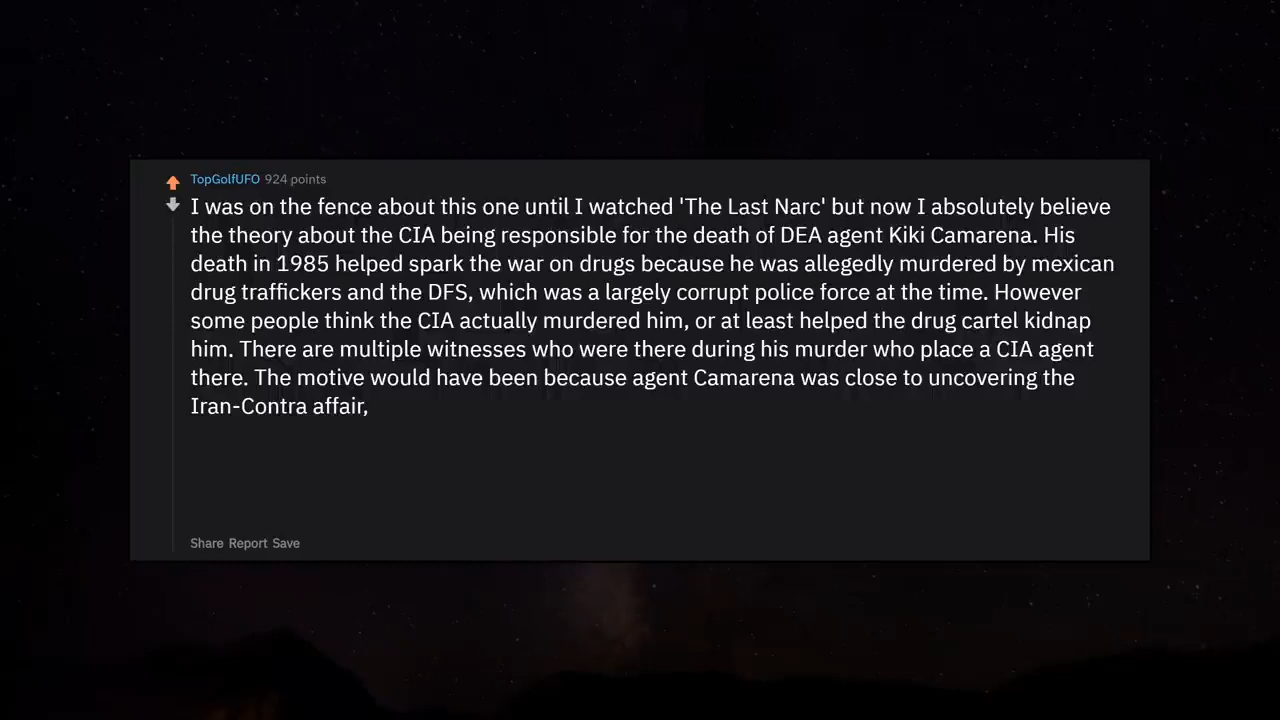 TopGolfUFO 924 points
I was on the fence about this one until I watched 'The Last Narc' but now I absolutely believe
the theory about the CIA being responsible for the death of DEA agent Kiki Camarena. His
death in 1985 helped spark the war on drugs because he was allegedly murdered by mexican
drug traffickers and the DFS, which was a largely corrupt police force at the time. However
some people think the CIA actually murdered him, or at least helped the drug cartel kidnap
him. There are multiple witnesses who were there during his murder who place a CIA agent
there. The motive would have been because agent Camarena was close to uncovering the
Iran-Contra affair,
Share Report Save